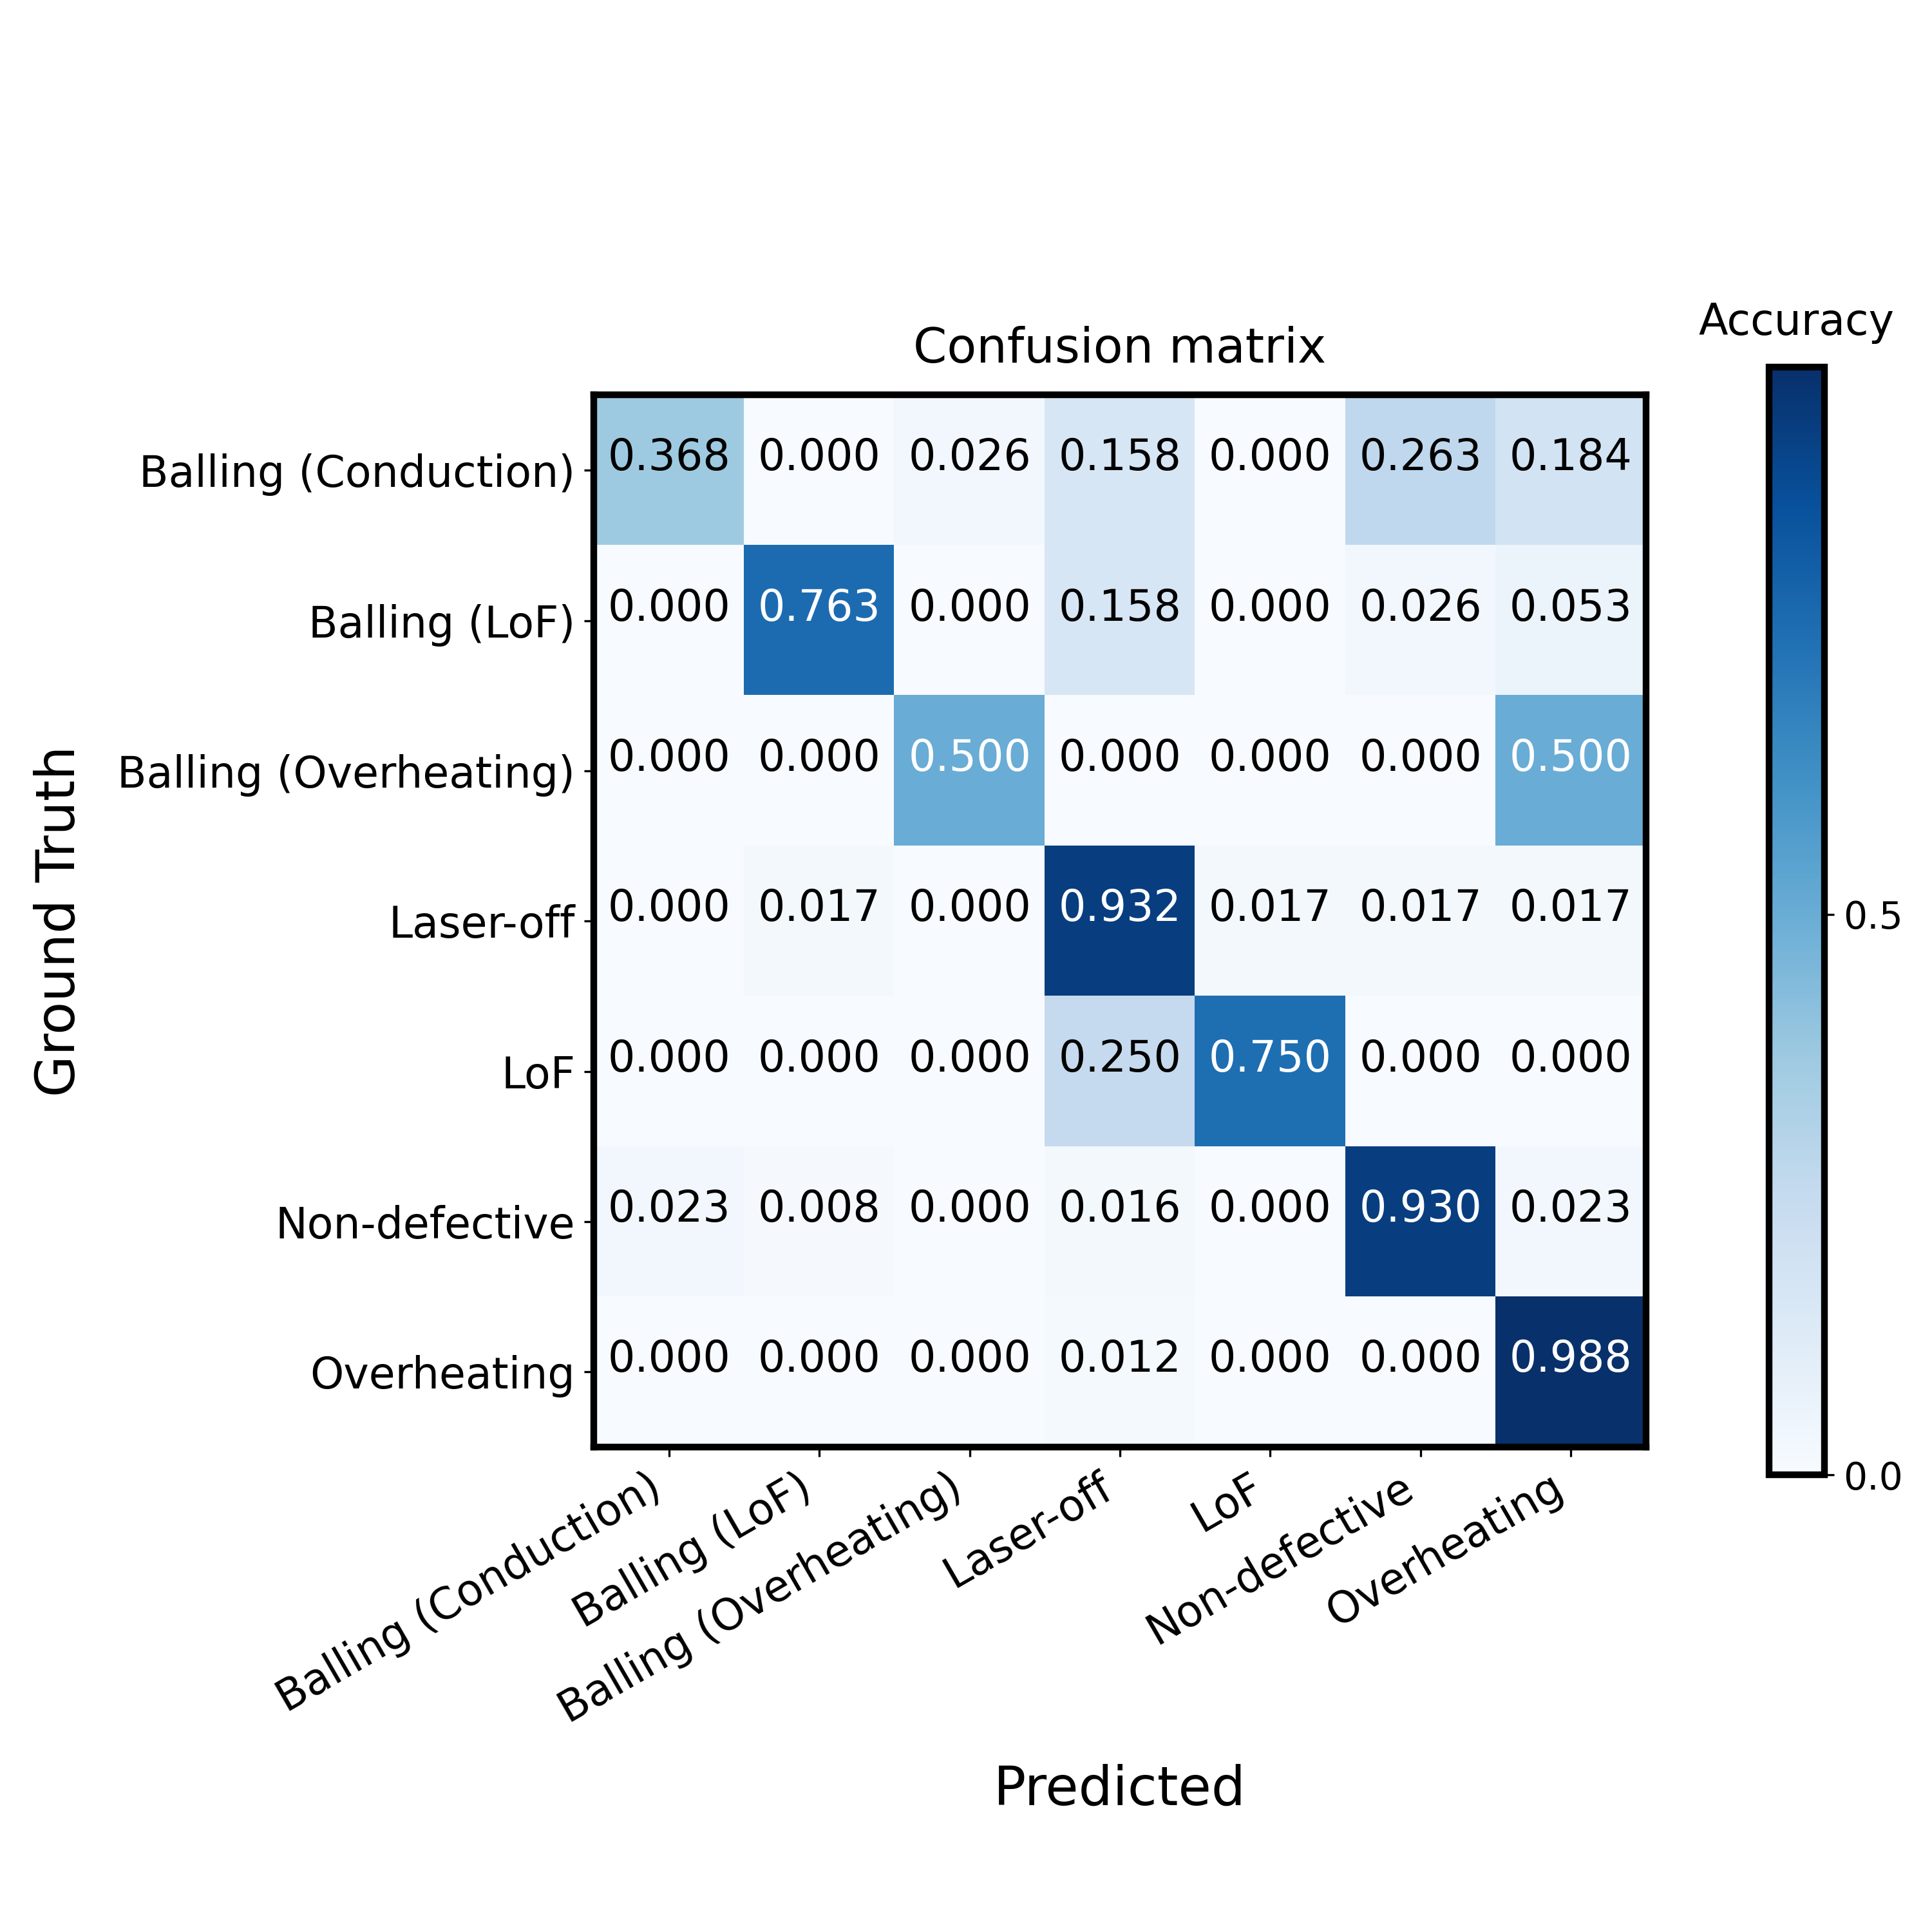 Accuracy
Confusion matrix
Balling (Conduction) 0.368 0.000 0.026 0.158 0.000 0.263 0.184
Balling (LoF) 0.000 0.763 0.000 0.158 0.000 0.026 0.053
Balling (Overheating) 0.000 0.000 0.500 0.000 0.000 0.000 0.500
Laser-off 0.000 0.017 0.000 0.932 0.017 0.017 0.017
LoF 0.000 0.000 0.000 0.250 0.750 0.000 0.000
Non-defective 0.023 0.008 0.000 0.016 0.000 0.930 0.023
Overheating 0.000 0.000 0.000 0.012 0.000 0.000 0.988
Ground Truth
Balling (Conduction)
Balling (LoF)
Balling (Overheating)
Laser-off
LoF
Non-defective
Overheating
Predicted
0.5
0.0